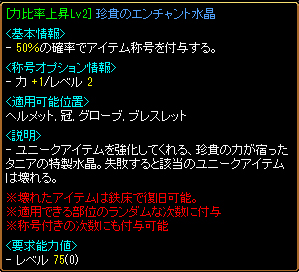 [力比率上昇Lv2] 珍貴のエンチャント水晶
<基本情報>
- 50%の確率でアイテム称号を付与する。
<称号オプション情報>
- 力 +1/レベル 2
<適用可能位置>
ヘルメット, 冠, グローブ, ブレスレット
<説明>
- ユニークアイテムを強化してくれる、珍貴の力が宿った
タニアの特製水晶。失敗すると該当のユニークアイテム
は壊れる。
※壊れたアイテムは鉄床で復旧可能。
※適用できる部位のランダムな次数に付与
※称号付きの次数にも付与可能
<要求能力値>
- レベル 75(0)